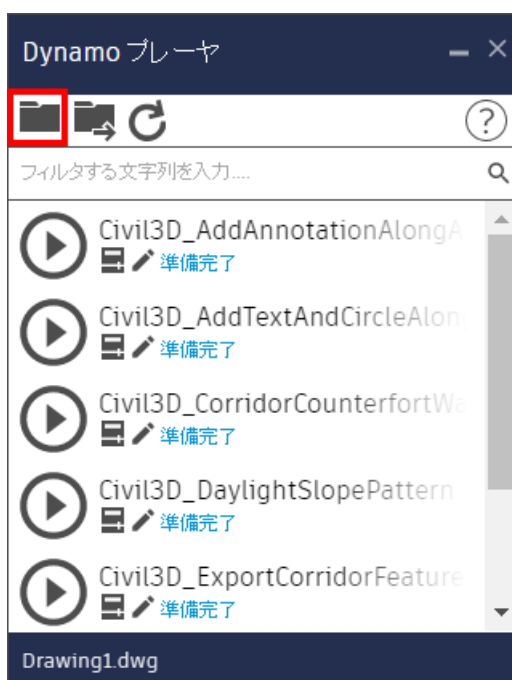 Dynamo プレーヤ
?
フィルタする文字列を入力....
Civil3D_AddAnnotationAlongA
準備完了
Civil3D_AddTextAndCircleAlon
準備完了
Civil3D_CorridorCounterfortWa
準備完了
Civil3D_DaylightSlopePattern
準備完了
Civil3D_ExportCorridorFeature
準備完了
Drawing1.dwg